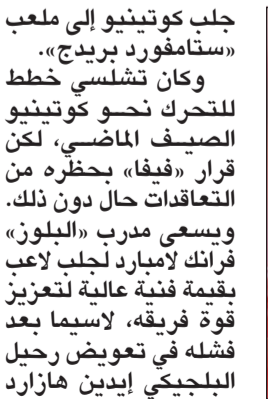 جلب كوتينيو إلى ملعب
«ستامفورد بريدج».
وكان تشلسي خطط
للتحرك نحو كوتينيو
الصيف الماضي، لكن
قرار «فيفا» بحظره من
التعاقدات حال دون ذلك.
ويسعى مدرب «البلوز»
فرانك لامبارد لجلب لاعب
بقيمة فنية عالية لتعزيز
قوة فريقه، لاسيما بعد
فشله في تعويض رحيل
البلجيكي إيدين هازارد